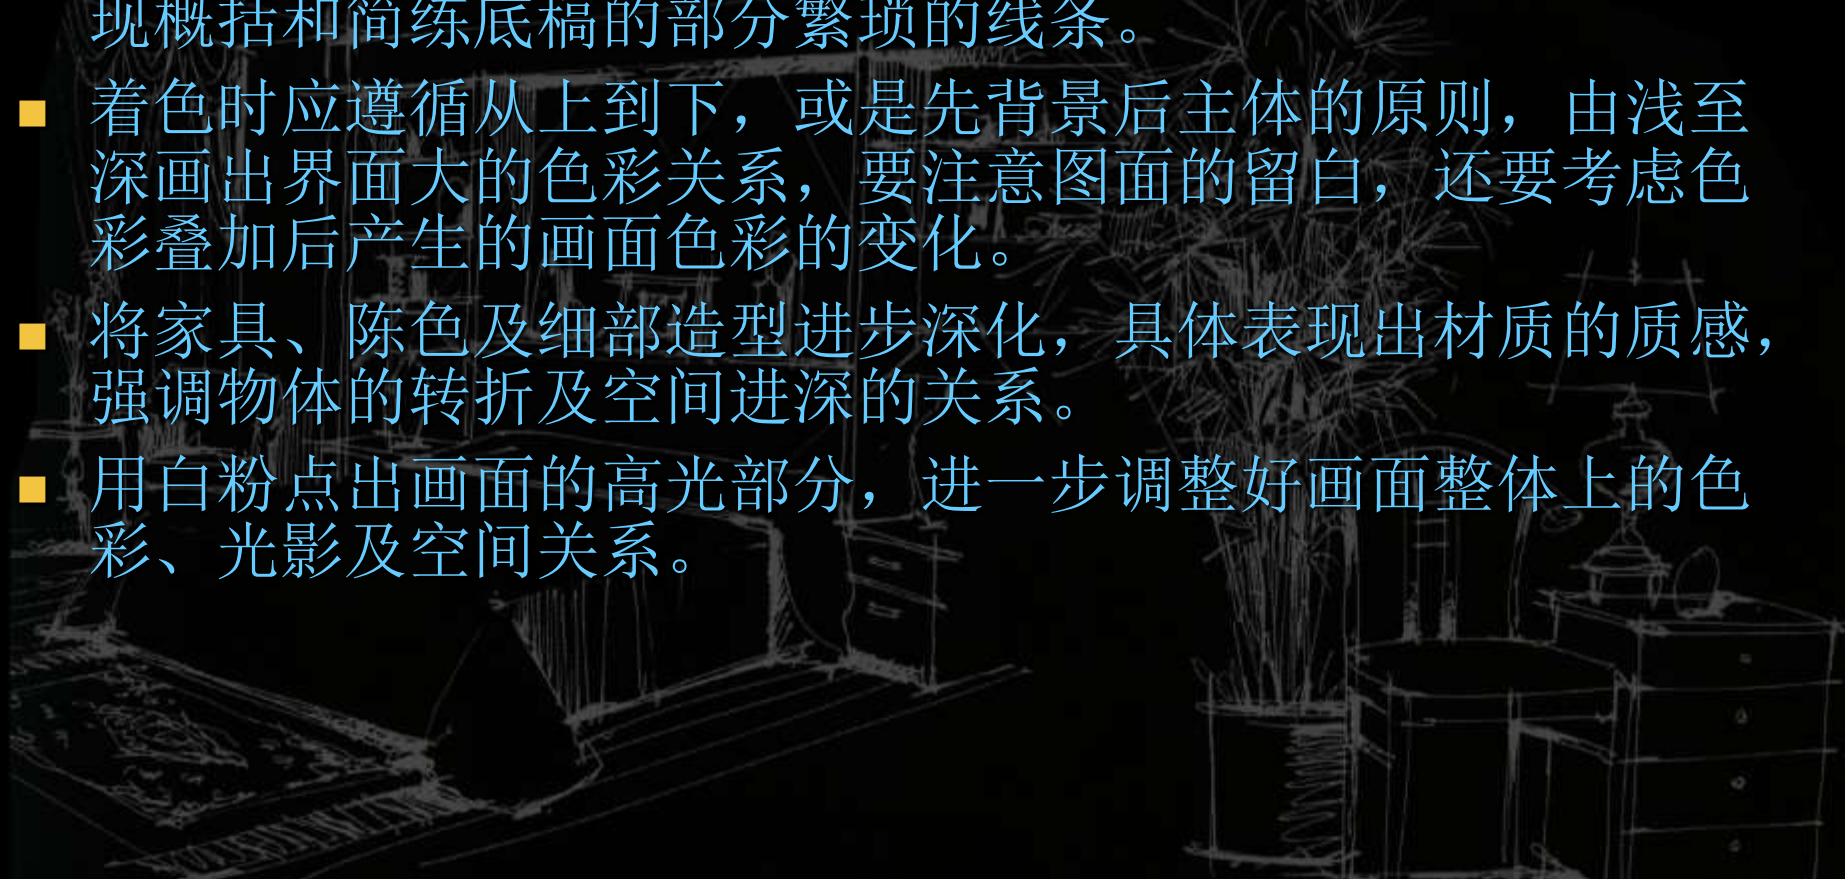 现概括和简练底稿的部分繁琐的线条。
着色时应遵循从上到下，或是先背景后主体的原则，由浅至
深画出界面大的色彩关系，要注意图面的留白，还要考虑色
彩叠加后产生的画面色彩的变化。
将家具、陈色及细部造型进步深化，具体表现出材质的质感，
强调物体的转折及空间进深的关系。
用白粉点出画面的高光部分，进一步调整好画面整体上的色
彩、光影及空间关系。